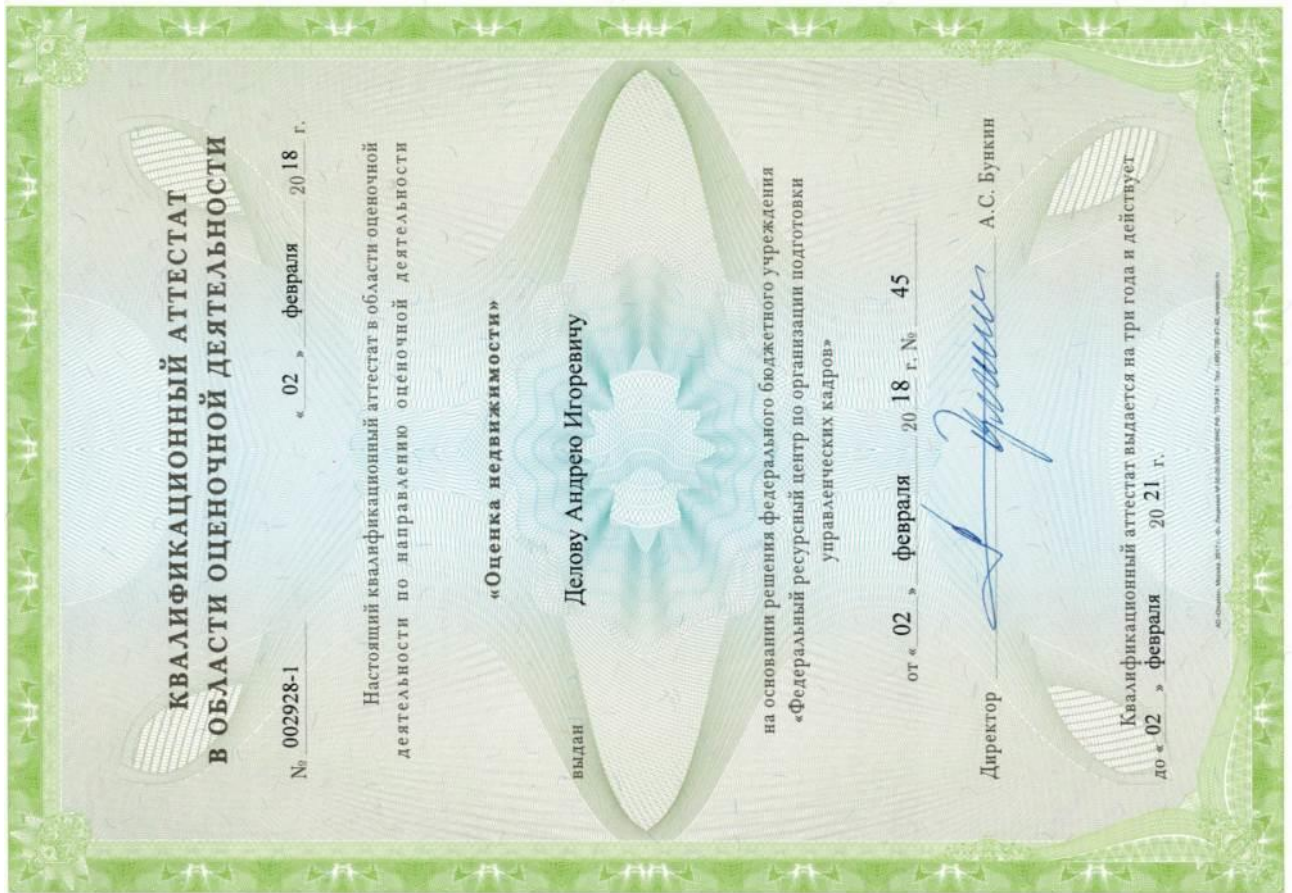 КВАЛИФИКАЦИОННЫЙ АТТЕСТАТ
В ОБЛАСТИ ОЦЕНОЧНОЙ ДЕЯТЕЛЬНОСТИ
№ 002928-1 « 02 » февраля 20 18 г.
Настоящий квалификационный аттестат в области оценочной
деятельности по направлению оценочной деятельности
«Оценка недвижимости»
выдан Делову Андрею Игоревичу
на основании решения федерального бюджетного учреждения
«Федеральный ресурсный центр по организации подготовки
управленческих кадров»
от « 02 » февраля 20 18 г. № 45
Директор А.С. Бункин
Квалификационный аттестат выдается на три года и действует
до « 02 » февраля 20 21 г.